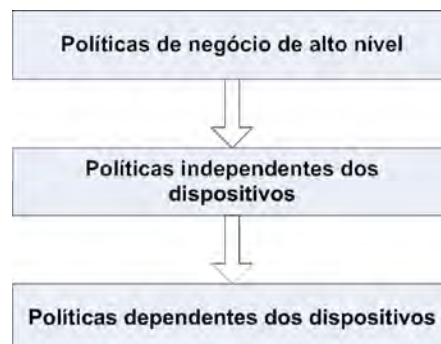 Políticas de negócio de alto nível
Políticas independentes dos
dispositivos
Políticas dependentes dos dispositivos